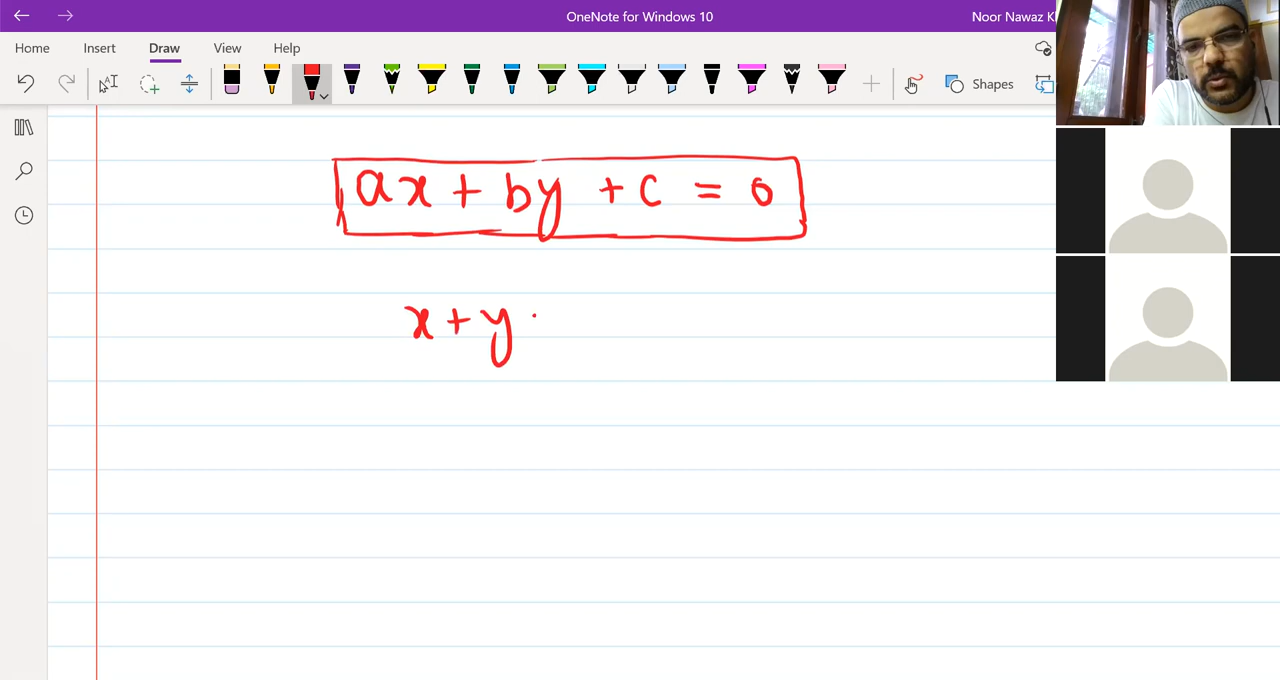 OneNote for Windows 10
Noor Nawaz K
Home Insert Draw View Help
Shapes
ax + by + c = 0
x + y